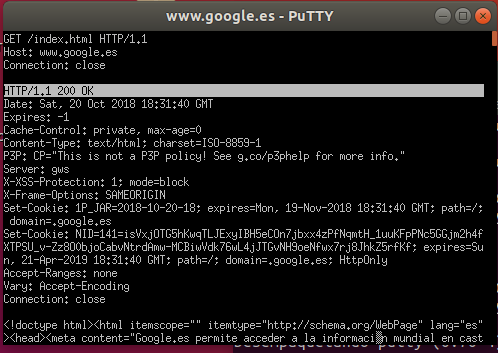 www.google.es - PuTTY
GET /index.html HTTP/1.1
Host: www.google.es
Connection: close
HTTP/1.1 200 OK
Date: Sat, 20 Oct 2018 18:31:40 GMT
Expires: -1
Cache-Control: private, max-age=0
Content-Type: text/html; charset=ISO-8859-1
P3P: CP="This is not a P3P policy! See g.co/p3phelp for more info."
Server: gws
X-XSS-Protection: 1; mode=block
X-Frame-Options: SAMEORIGIN
Set-Cookie: 1P_JAR=2018-10-20-18; expires=Mon, 19-Nov-2018 18:31:40 GMT; path=/;
domain=.google.es
Set-Cookie: NID=141=isVxjOTG5hKwqTLJExyIBH5eCOn7jbxx4zPfNqmtH_1uuKFpPNc5GGjm2h4f
XTPSU_v-Zz8O0bjoCabvNtrdAmw-MCBiwVdk76wL4jJTGvNH9oeNfwx7rj8JhkZ5rfKf; expires=Su
n, 21-Apr-2019 18:31:40 GMT; path=/; domain=.google.es; HttpOnly
Accept-Ranges: none
Vary: Accept-Encoding
Connection: close
<!doctype html><html itemscope="" itemtype="http://schema.org/WebPage" lang="es"
><head><meta content="Google.es permite acceder a la información mundial en cast